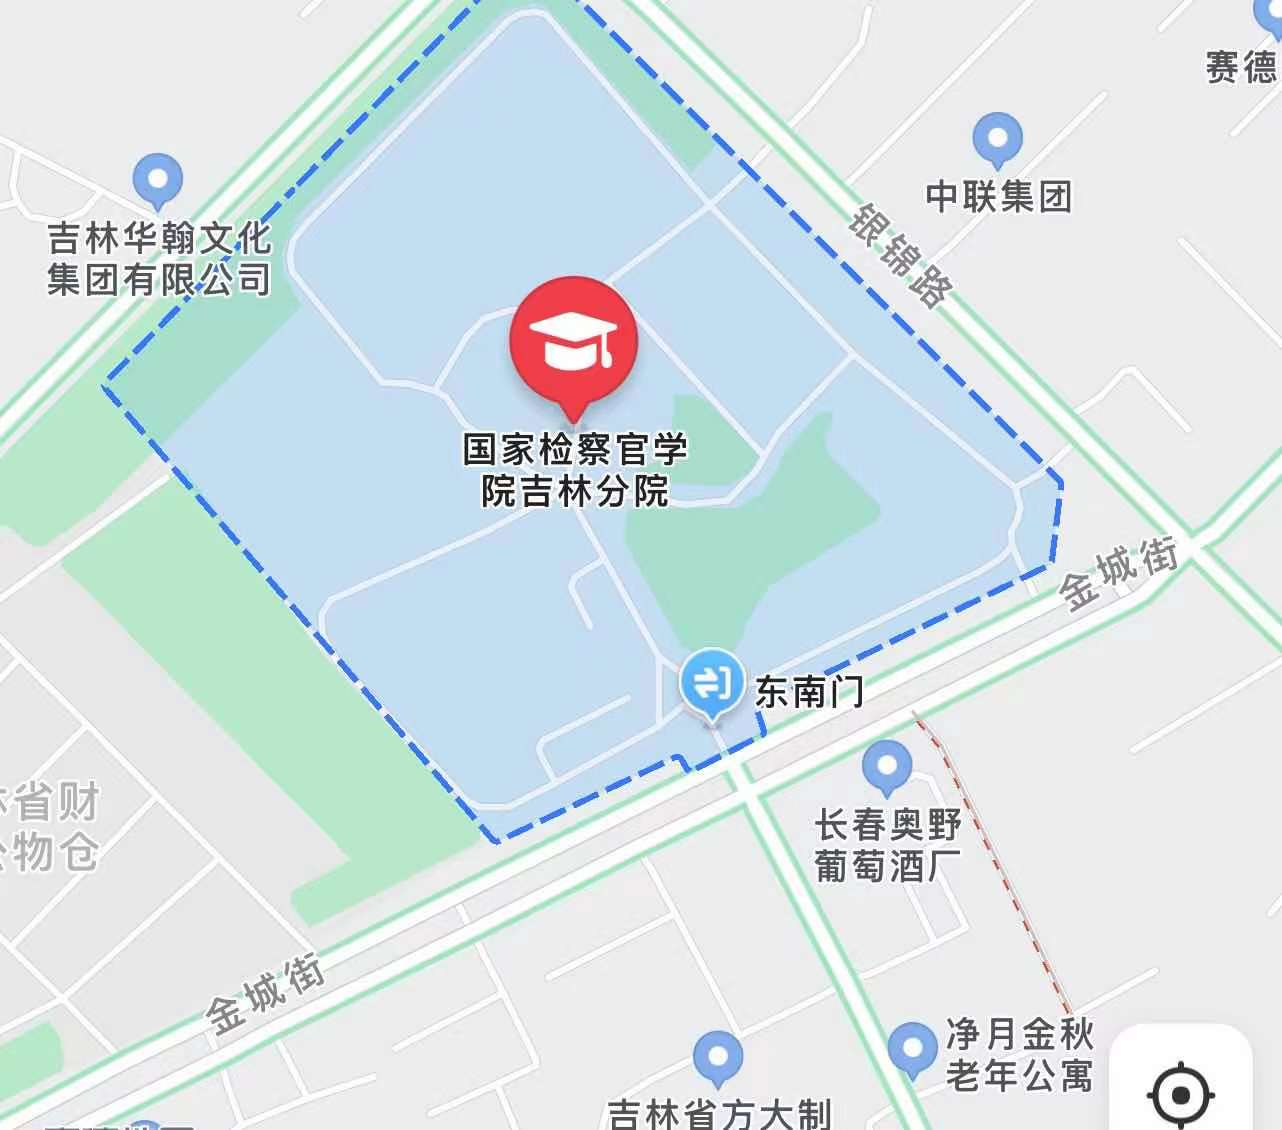 赛德
中联集团
吉林华翰文化
集团有限公司
银锦路
国家检察官学
院吉林分院
金城街
东南门
长春奥野
葡萄酒厂
省财
物仓
金城街
净月金秋
老年公寓
吉林省方大制